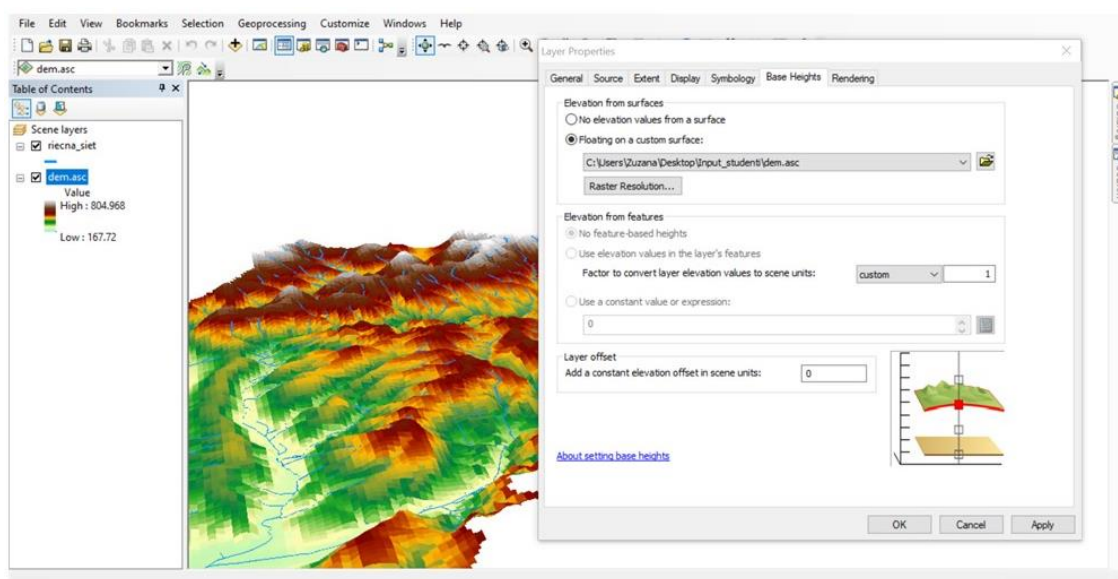 File Edit View Bookmarks Selection Geoprocessing Customize Windows Help
dem.asc
Table of Contents
Scene layers
riecna_siet
dem.asc
Value
High : 804.968
Low : 167.72
Layer Properties
General Source Extent Display Symbology Base Heights Rendering
Elevation from surfaces
No elevation values from a surface
Floating on a custom surface:
C:\Users\Zuzana\Desktop\Input_studenti\dem.asc
Raster Resolution...
Elevation from features
No feature-based heights
Use elevation values in the layer's features
Factor to convert layer elevation values to scene units: custom 1
Use a constant value or expression:
0
Layer offset
Add a constant elevation offset in scene units: 0
About setting base heights
OK Cancel Apply